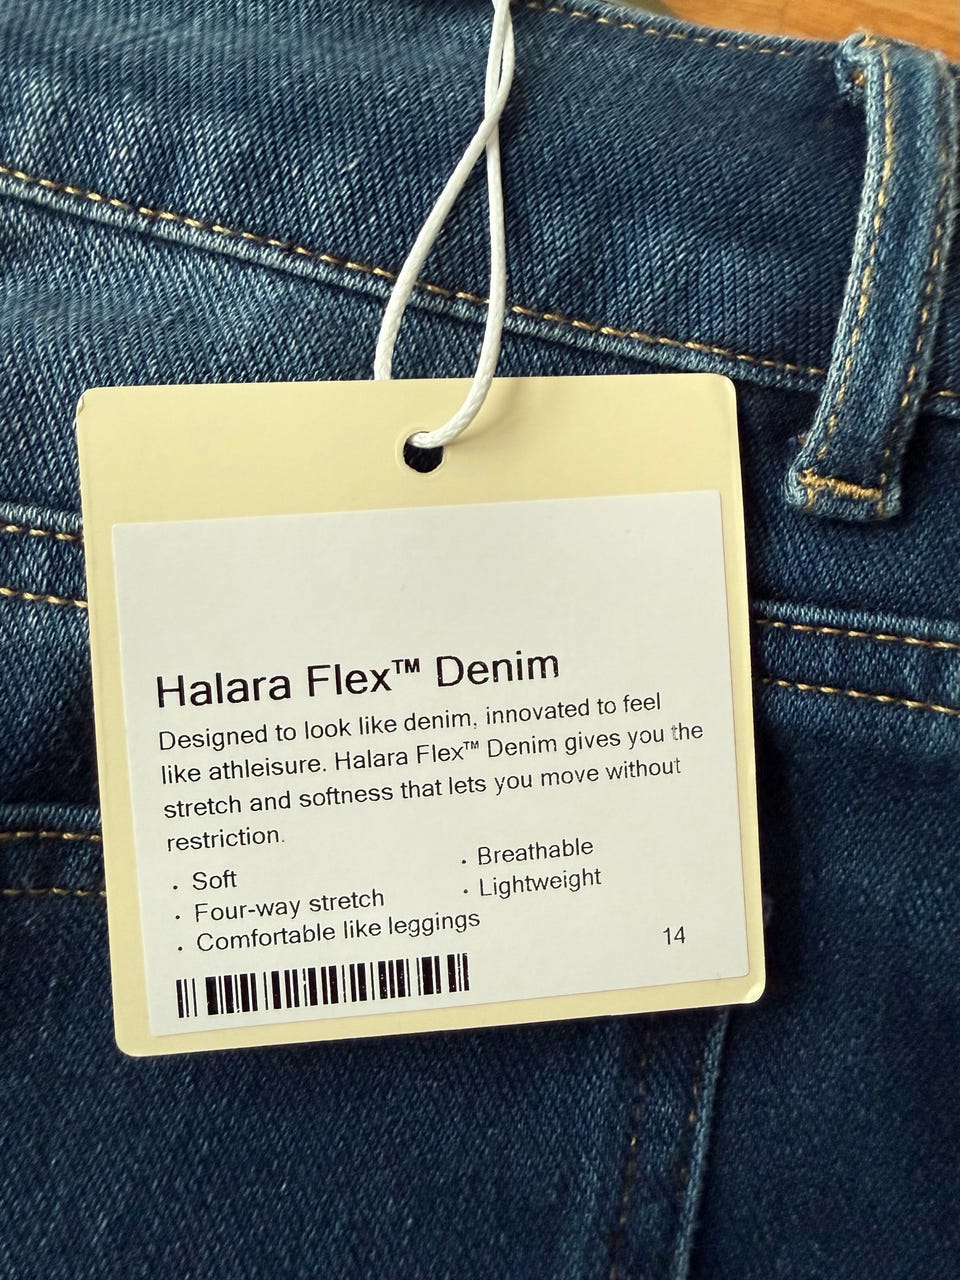 Halara Flex™ Denim
Designed to look like denim, innovated to feel
like athleisure. Halara Flex™ Denim gives you the
stretch and softness that lets you move without
restriction.
· Soft
· Four-way stretch
· Comfortable like leggings
· Breathable
· Lightweight
14